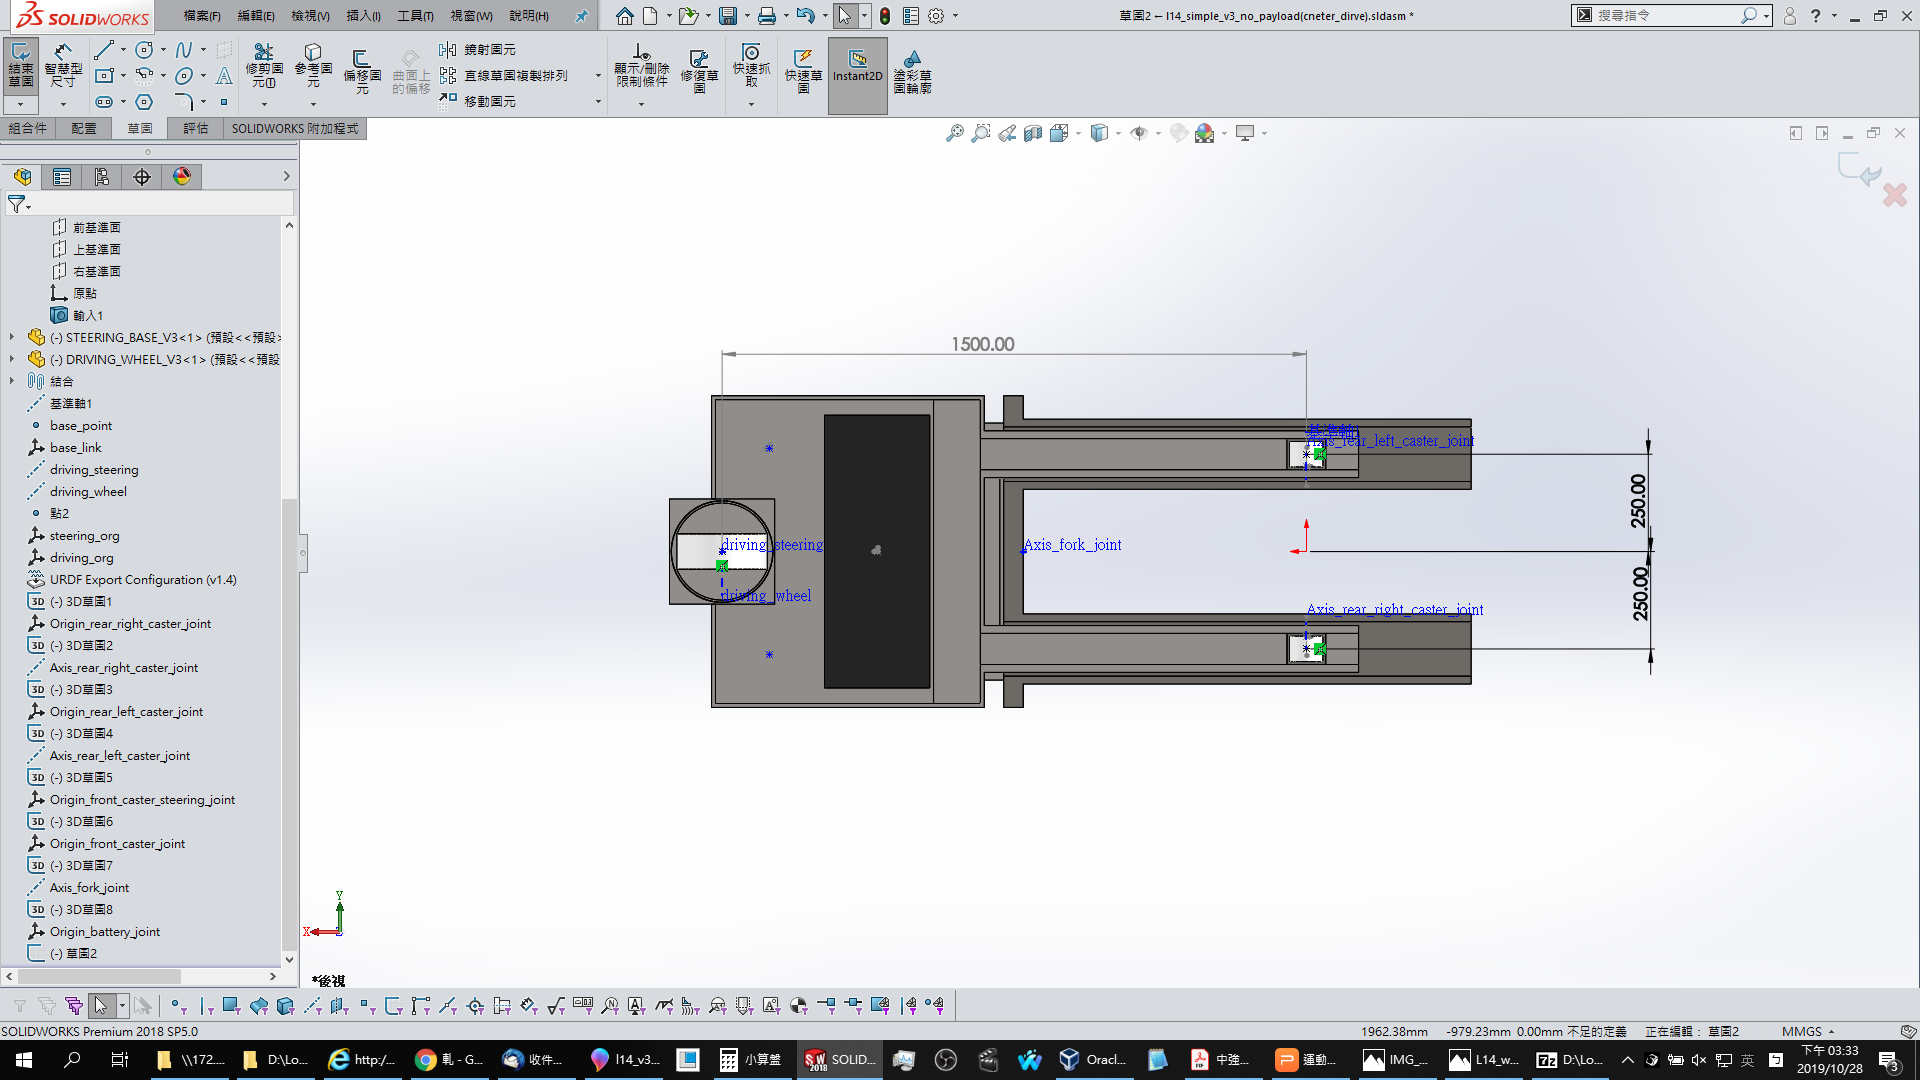 SOLIDWORKS
檔案(F) 編輯(E) 檢視(V) 插入(I) 工具(T) 視窗(W) 說明(H)
草圖2 ← l14_simple_v3_no_payload(cneter_dirve).sldasm *
搜尋指令
結束草圖
智慧型尺寸
修剪圖元(I)
參考圖元
偏移圖元
曲面上的偏移
鏡射圖元
直線草圖複製排列
移動圖元
顯示/刪除限制條件
修復草圖
快速抓取
快速草圖
Instant2D
塗彩草圖輪廓
組合件 配置 草圖 評估 SOLIDWORKS 附加程式
前基準面
上基準面
右基準面
原點
輸入1
(-) STEERING_BASE_V3<1> (預設<<預設>
(-) DRIVING_WHEEL_V3<1> (預設<<預設
結合
基準軸1
base_point
base_link
driving_steering
driving_wheel
點2
steering_org
driving_org
URDF Export Configuration (v1.4)
3D (-) 3D草圖1
Origin_rear_right_caster_joint
3D (-) 3D草圖2
Axis_rear_right_caster_joint
3D (-) 3D草圖3
Origin_rear_left_caster_joint
3D (-) 3D草圖4
Axis_rear_left_caster_joint
3D (-) 3D草圖5
Origin_front_caster_steering_joint
3D (-) 3D草圖6
Origin_front_caster_joint
3D (-) 3D草圖7
Axis_fork_joint
3D (-) 3D草圖8
Origin_battery_joint
(-) 草圖2
1500.00
基準軸1
Axis_rear_left_caster_joint
250.00
driving_steering
Axis_fork_joint
driving_wheel
250.00
Axis_rear_right_caster_joint
Y
X
*後視
SOLIDWORKS Premium 2018 SP5.0
1962.38mm -979.23mm 0.00mm 不足的定義 正在編輯： 草圖2 MMGS
\\172.... D:\Lo... http:/... 軋 - G... 收件... l14_v3... 小算盤 SOLID... Oracl... 中強... 運動... IMG_... L14_w... D:\Lo... 英
下午 03:33
2019/10/28
3